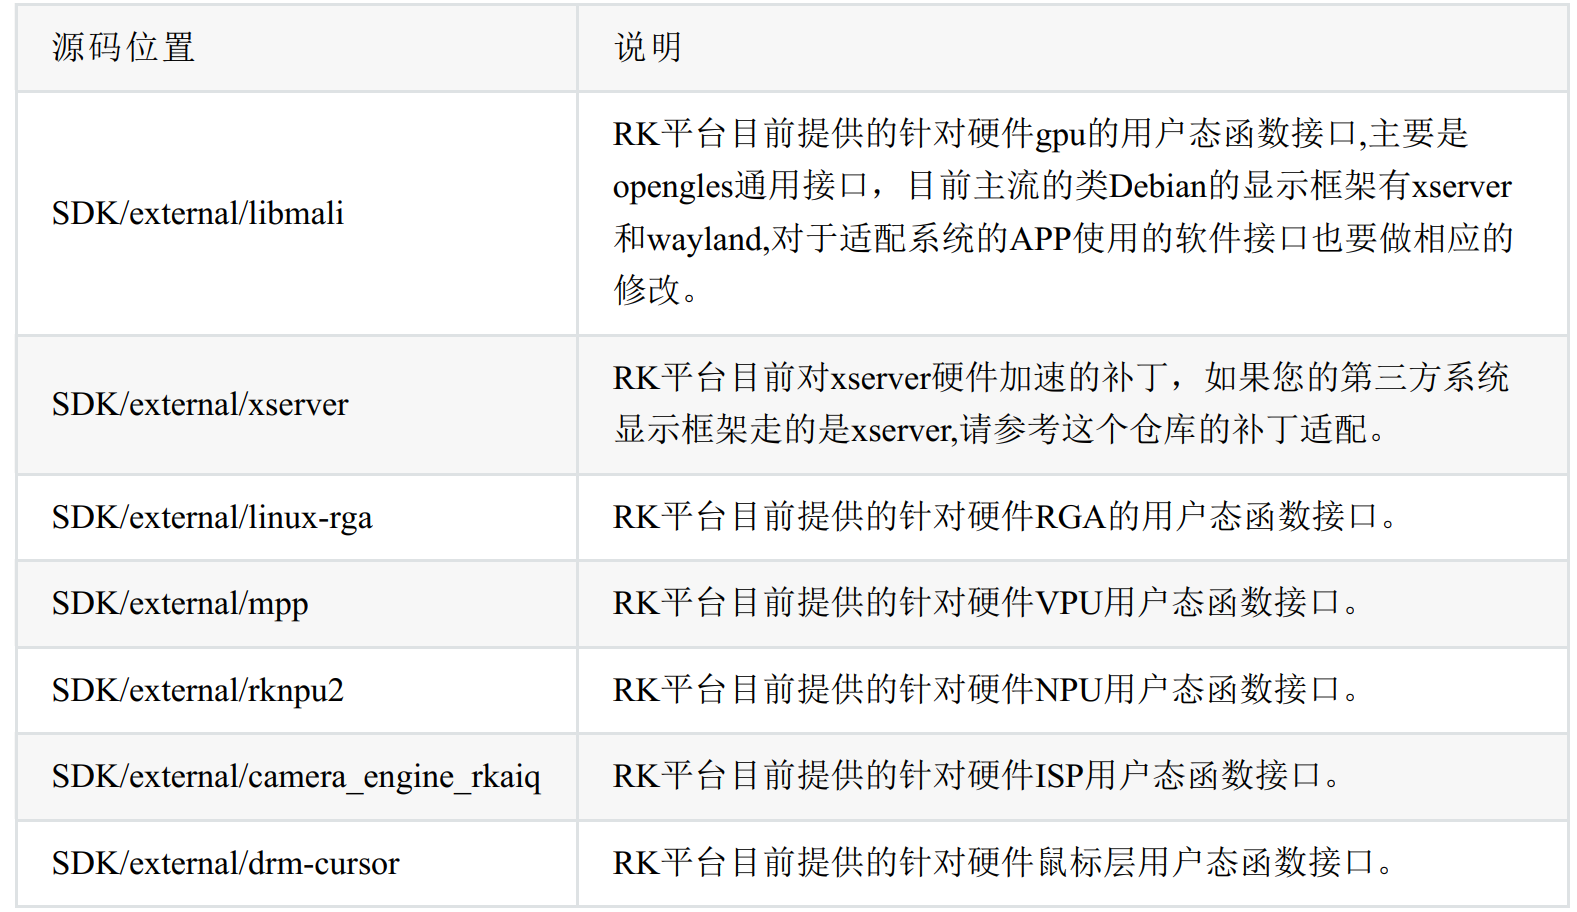 源码位置
说明
SDK/external/libmali
RK平台目前提供的针对硬件gpu的用户态函数接口,主要是
opengles通用接口，目前主流的类Debian的显示框架有xserver
和wayland,对于适配系统的APP使用的软件接口也要做相应的
修改。
SDK/external/xserver
RK平台目前对xserver硬件加速的补丁，如果您的第三方系统
显示框架走的是xserver,请参考这个仓库的补丁适配。
SDK/external/linux-rga
RK平台目前提供的针对硬件RGA的用户态函数接口。
SDK/external/mpp
RK平台目前提供的针对硬件VPU用户态函数接口。
SDK/external/rknpu2
RK平台目前提供的针对硬件NPU用户态函数接口。
SDK/external/camera_engine_rkaiq
RK平台目前提供的针对硬件ISP用户态函数接口。
SDK/external/drm-cursor
RK平台目前提供的针对硬件鼠标层用户态函数接口。